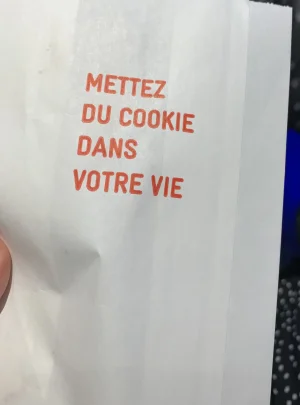 METTEZ
DU COOKIE
DANS
VOTRE VIE